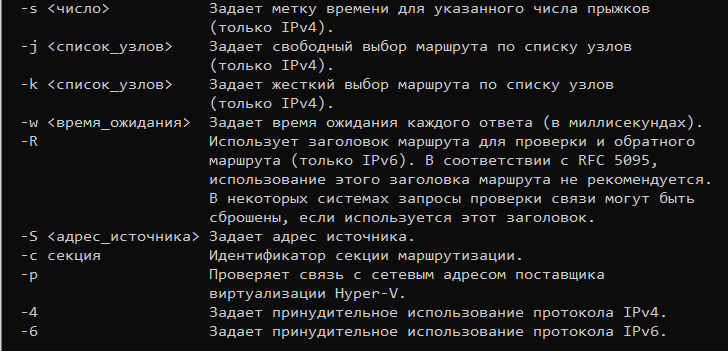 -s <число> Задает метку времени для указанного числа прыжков
(только IPv4).
-j <список_узлов> Задает свободный выбор маршрута по списку узлов
(только IPv4).
-k <список_узлов> Задает жесткий выбор маршрута по списку узлов
(только IPv4).
-w <время_ожидания> Задает время ожидания каждого ответа (в миллисекундах).
-R Использует заголовок маршрута для проверки и обратного
маршрута (только IPv6). В соответствии с RFC 5095,
использование этого заголовка маршрута не рекомендуется.
В некоторых системах запросы проверки связи могут быть
сброшены, если используется этот заголовок.
-S <адрес_источника> Задает адрес источника.
-c секция Идентификатор секции маршрутизации.
-p Проверяет связь с сетевым адресом поставщика
виртуализации Hyper-V.
-4 Задает принудительное использование протокола IPv4.
-6 Задает принудительное использование протокола IPv6.